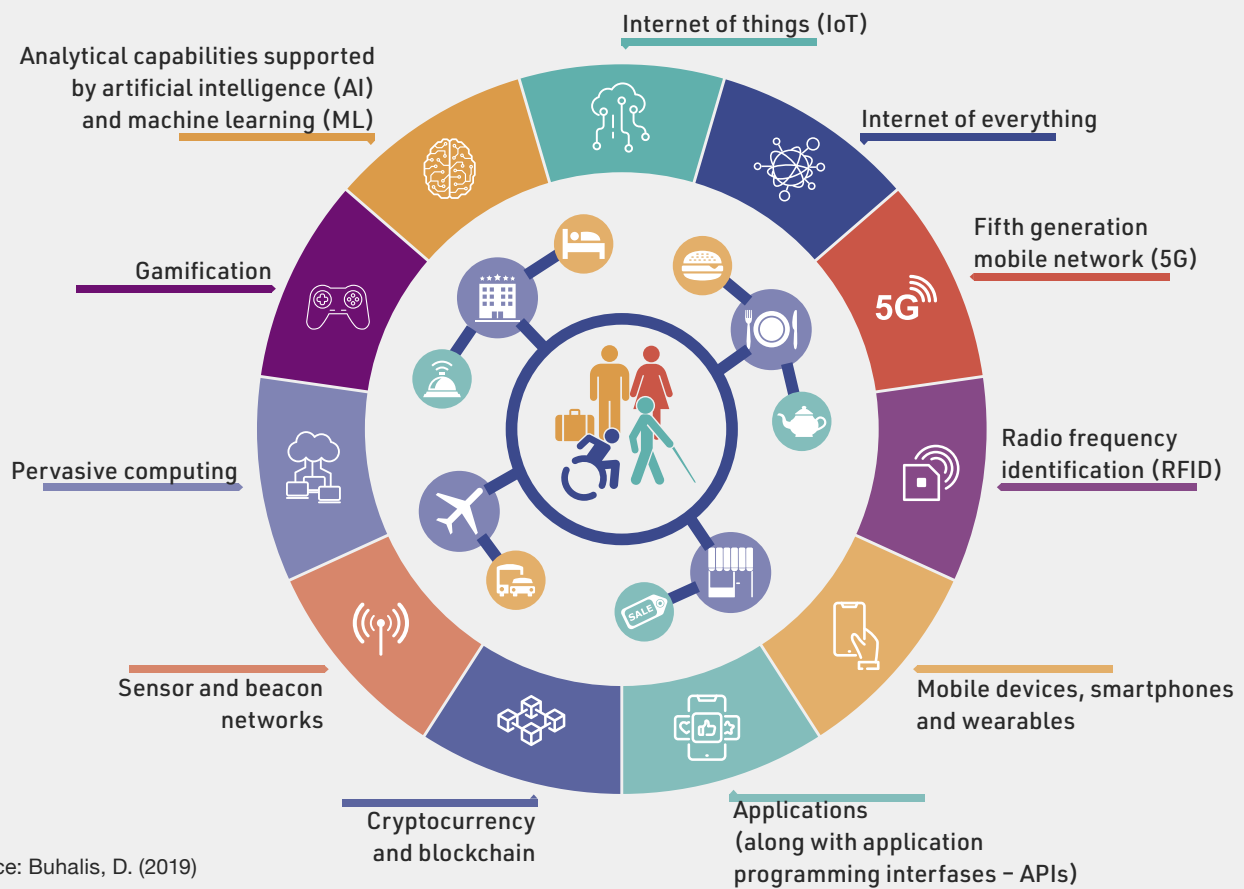 Internet of things (IoT)
Analytical capabilities supported
by artificial intelligence (AI)
and machine learning (ML)
Internet of everything
Fifth generation
mobile network (5G)
Gamification
5G
Radio frequency
identification (RFID)
Pervasive computing
SALE
Sensor and beacon
networks
Mobile devices, smartphones
and wearables
Cryptocurrency
and blockchain
Applications
(along with application
programming interfases – APIs)
ce: Buhalis, D. (2019)